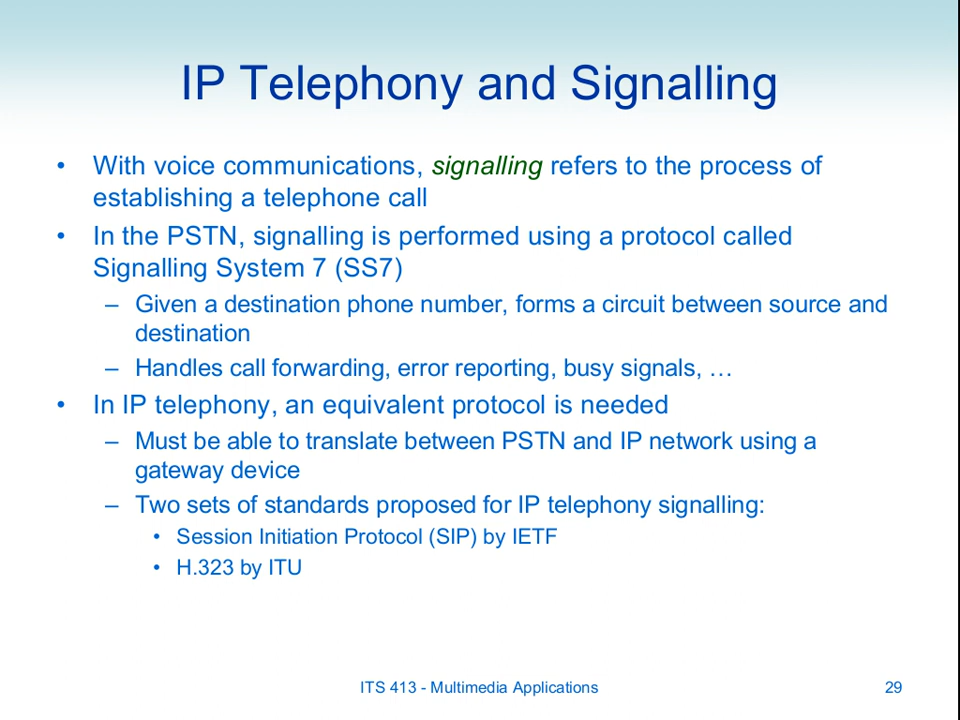 IP Telephony and Signalling
• With voice communications, signalling refers to the process of
establishing a telephone call
• In the PSTN, signalling is performed using a protocol called
Signalling System 7 (SS7)
– Given a destination phone number, forms a circuit between source and
destination
– Handles call forwarding, error reporting, busy signals, …
• In IP telephony, an equivalent protocol is needed
– Must be able to translate between PSTN and IP network using a
gateway device
– Two sets of standards proposed for IP telephony signalling:
• Session Initiation Protocol (SIP) by IETF
• H.323 by ITU
ITS 413 - Multimedia Applications
29